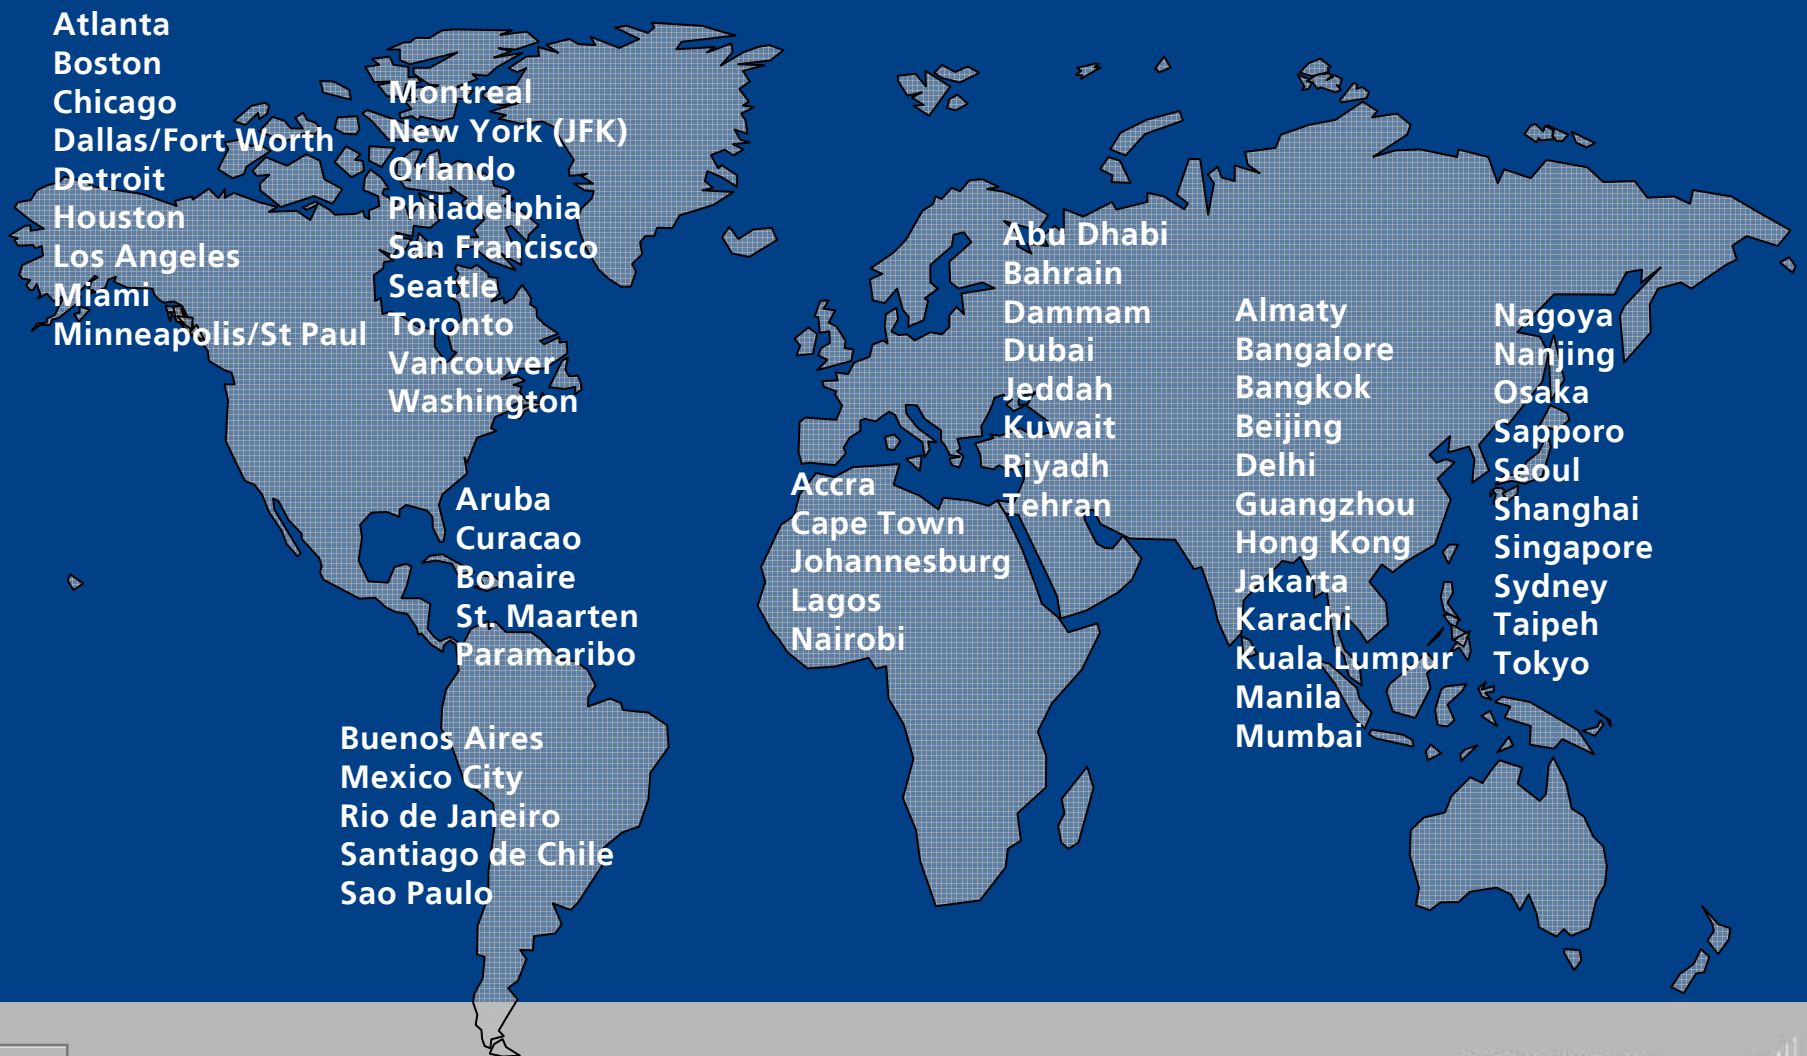 Atlanta
Boston
Chicago
Dallas/Fort Worth
Detroit
Houston
Los Angeles
Miami
Minneapolis/St Paul
Montreal
New York (JFK)
Orlando
Philadelphia
San Francisco
Seattle
Toronto
Vancouver
Washington
Aruba
Curacao
Bonaire
St. Maarten
Paramaribo
Buenos Aires
Mexico City
Rio de Janeiro
Santiago de Chile
Sao Paulo
Accra
Cape Town
Johannesburg
Lagos
Nairobi
Abu Dhabi
Bahrain
Dammam
Dubai
Jeddah
Kuwait
Riyadh
Tehran
Almaty
Bangalore
Bangkok
Beijing
Delhi
Guangzhou
Hong Kong
Jakarta
Karachi
Kuala Lumpur
Manila
Mumbai
Nagoya
Nanjing
Osaka
Sapporo
Seoul
Shanghai
Singapore
Sydney
Taipeh
Tokyo